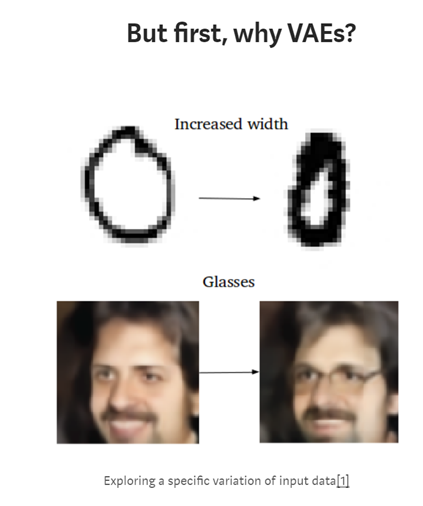 But first, why VAEs?
Increased width
Glasses
Exploring a specific variation of input data[1]